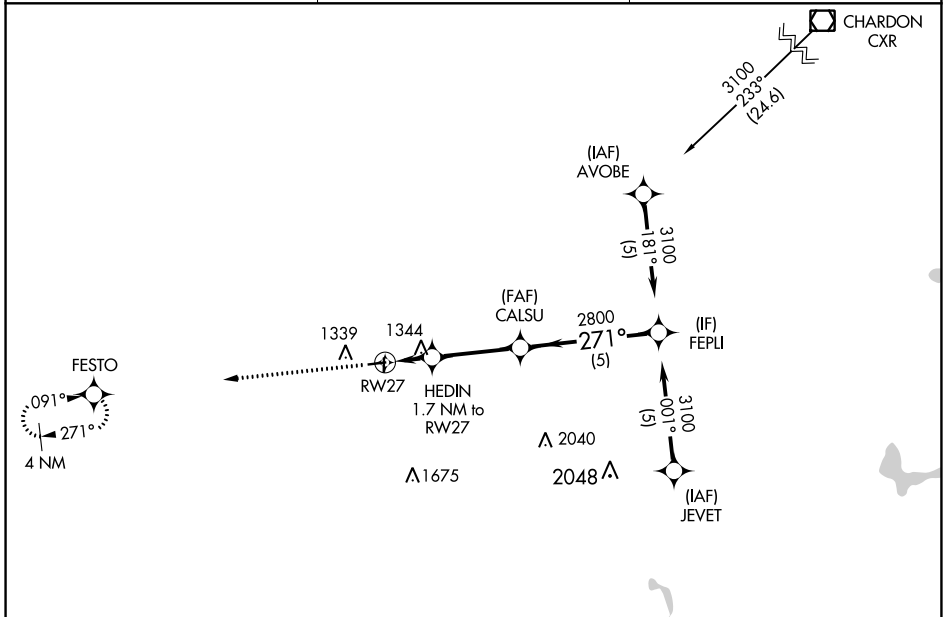 CHARDON
CXR
3100
233°
(24.6)
(IAF)
AVOBE
3100
181°
(5)
(FAF)
CALSU
2800
271°
(5)
(IF)
FEPLI
1339
1344
RW27
HEDIN
1.7 NM to
RW27
FESTO
091°
271°
4 NM
3100
001°
(5)
2040
2048
1675
(IAF)
JEVET